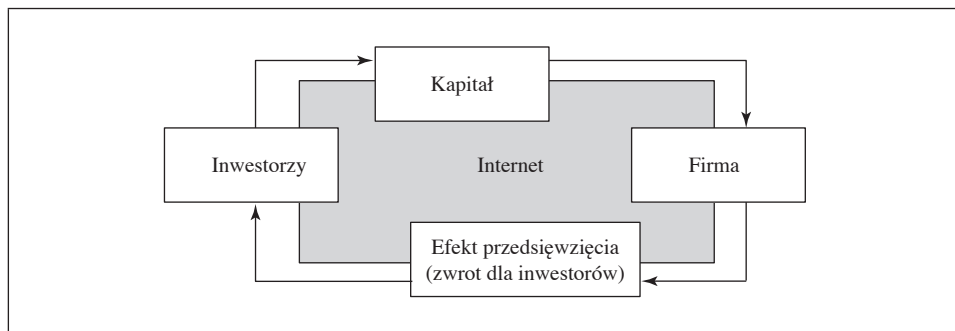 Kapitał
Inwestorzy
Internet
Firma
Efekt przedsięwzięcia
(zwrot dla inwestorów)